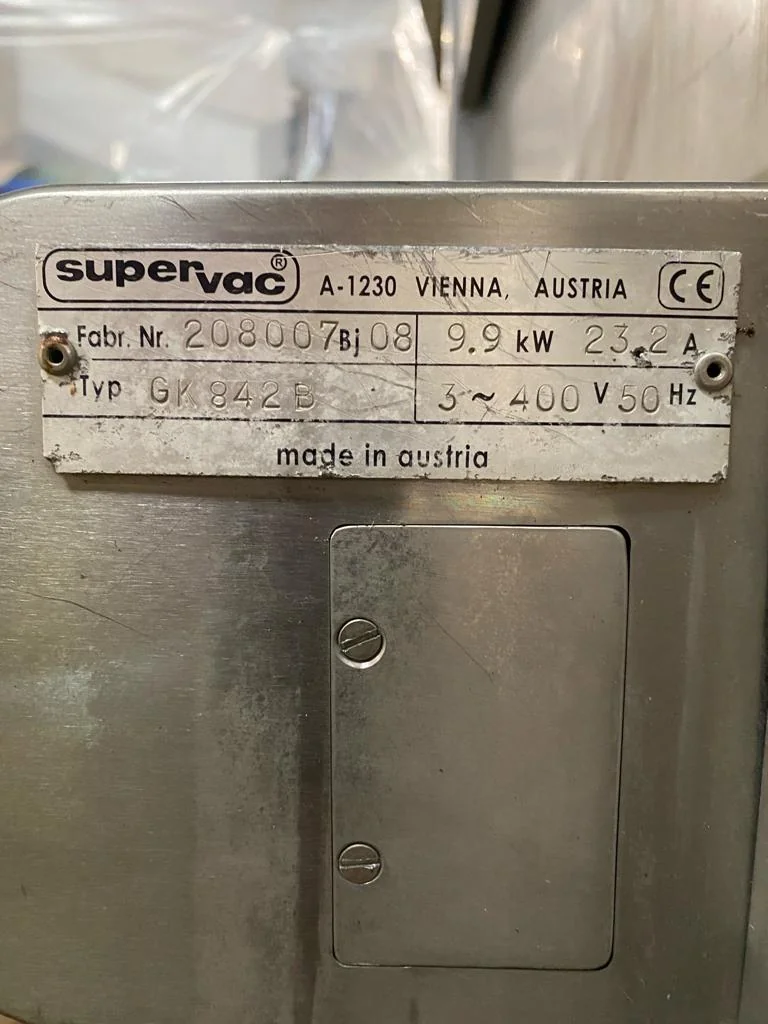 supervac® A-1230 VIENNA, AUSTRIA CE
Fabr. Nr. 208007 Bj 08 9.9 kW 23.2 A
Typ GK 842 B 3 ~ 400 V 50 Hz
made in austria